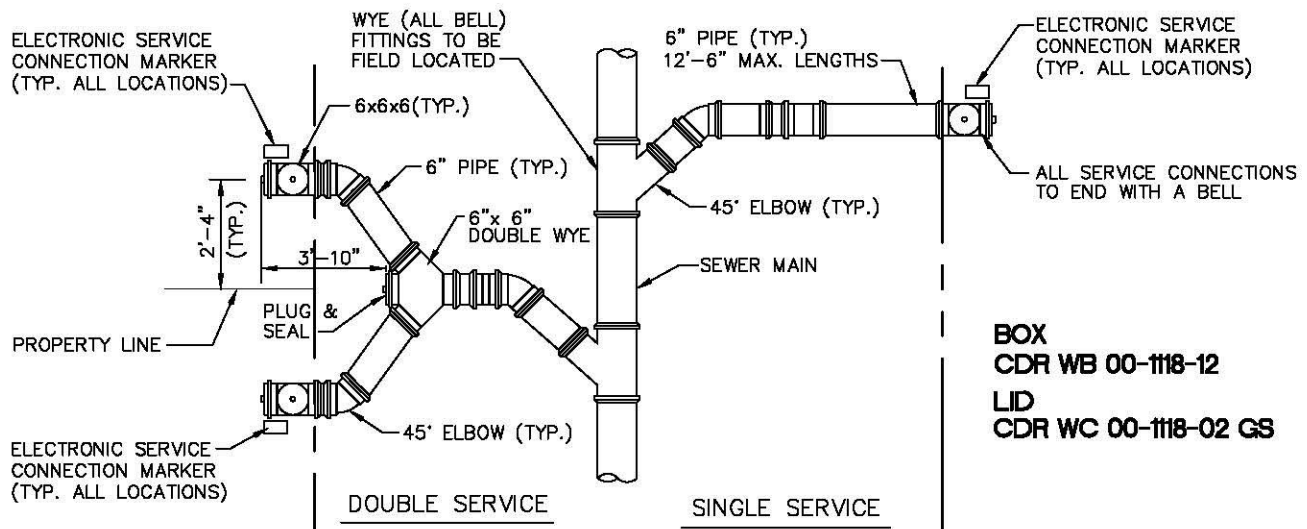 ELECTRONIC SERVICE
CONNECTION MARKER
(TYP. ALL LOCATIONS)
WYE (ALL BELL)
FITTINGS TO BE
FIELD LOCATED
6" PIPE (TYP.)
12'-6" MAX. LENGTHS
ELECTRONIC SERVICE
CONNECTION MARKER
(TYP. ALL LOCATIONS)
6x6x6(TYP.)
6" PIPE (TYP.)
ALL SERVICE CONNECTIONS
TO END WITH A BELL
45° ELBOW (TYP.)
6"x 6"
DOUBLE WYE
2'-4"
(TYP.)
3'-10"
SEWER MAIN
PLUG &
SEAL
PROPERTY LINE
BOX
CDR WB 00-1118-12
LID
CDR WC 00-1118-02 GS
45° ELBOW (TYP.)
ELECTRONIC SERVICE
CONNECTION MARKER
(TYP. ALL LOCATIONS)
DOUBLE SERVICE
SINGLE SERVICE